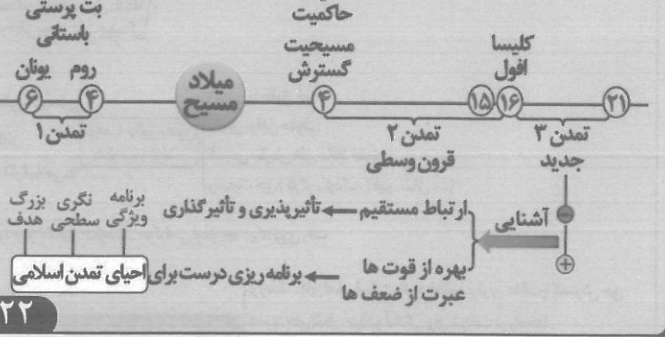 بت پرستی
باستانی
یونان روم
۶ ۴
تمدن ۱
میلاد
مسیح
حاکمیت
مسیحیت
گسترش
۴
کلیسا
افول
۱۵ ۱۶
۲۱
تمدن ۲
قرون وسطی
تمدن ۳
جدید
آشنایی
ارتباط مستقیم
تأثیرپذیری و تأثیرگذاری
بهره از قوت ها
عبرت از ضعف ها
برنامه ریزی درست برای احیای تمدن اسلامی
برنامه نگری بزرگ
ویژگی سطحی هدف
۲۲